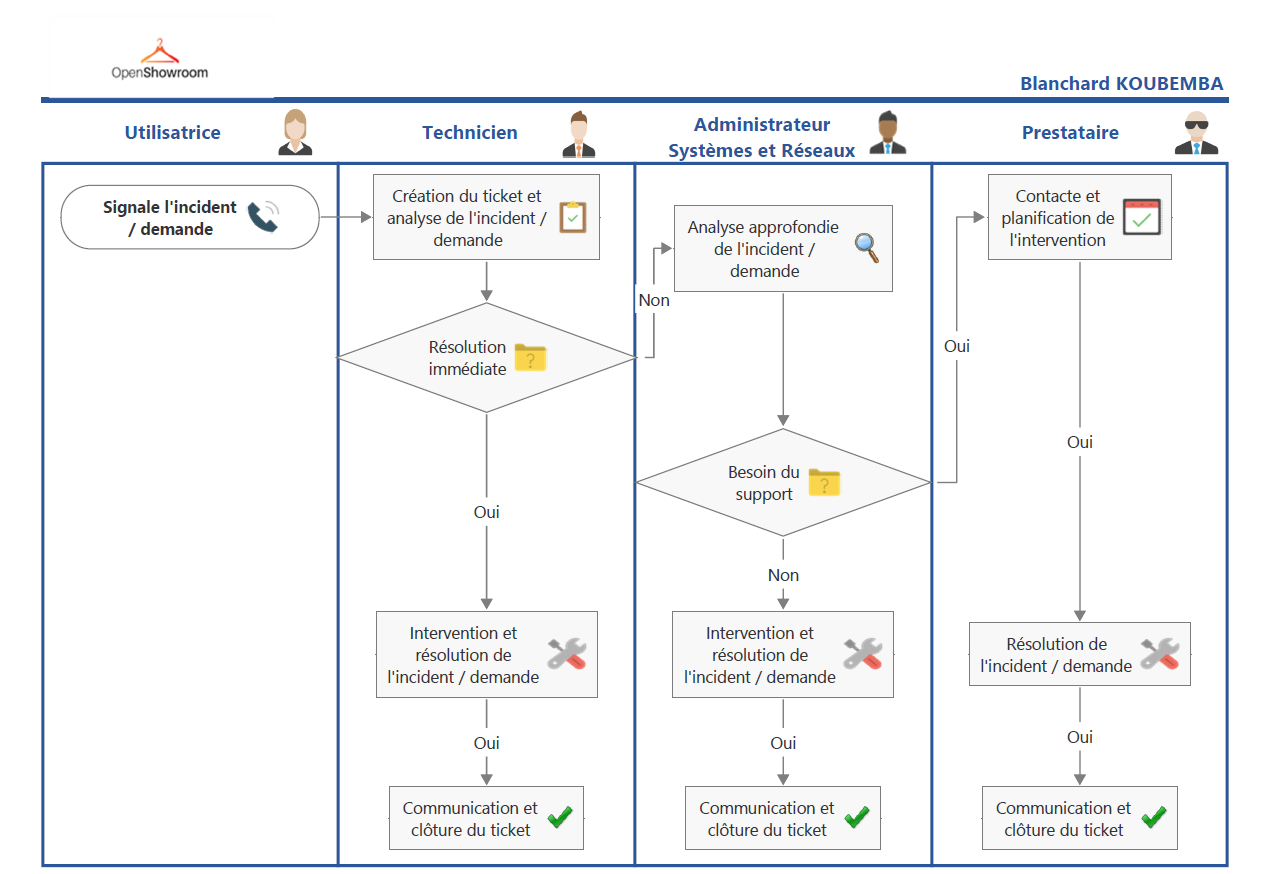 OpenShowroom
Blanchard KOUBEMBA
Utilisatrice
Technicien
Administrateur
Systèmes et Réseaux
Prestataire
Signale l'incident
/ demande
Création du ticket et
analyse de l'incident /
demande
Résolution
immédiate
?
Oui
Non
Intervention et
résolution de
l'incident / demande
Oui
Communication et
clôture du ticket
Analyse approfondie
de l'incident /
demande
Besoin du
support
?
Oui
Non
Intervention et
résolution de
l'incident / demande
Oui
Communication et
clôture du ticket
Contacte et
planification de
l'intervention
Oui
Résolution de
l'incident / demande
Oui
Communication et
clôture du ticket